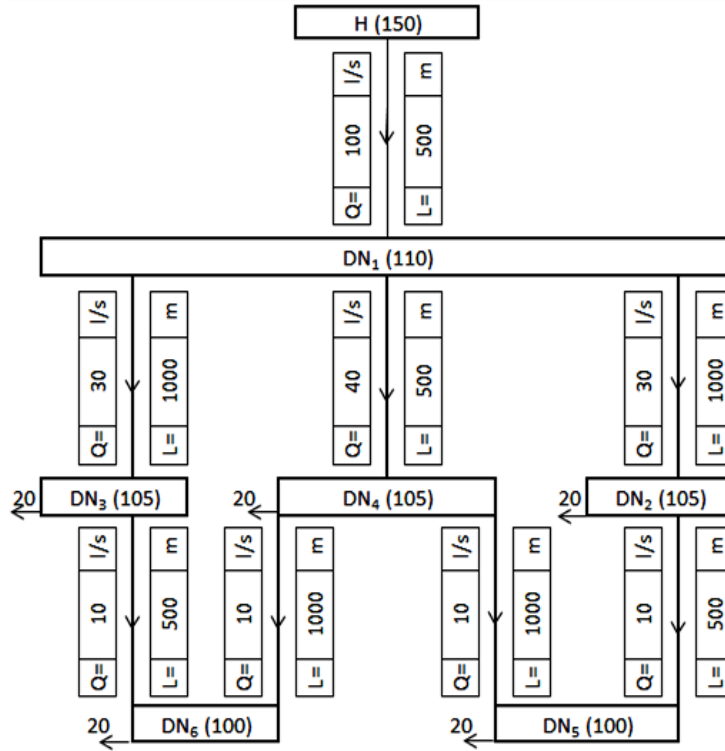 H (150)
Q= 100 l/s
L= 500 m
DN₁ (110)
Q= 30 l/s
L= 1000 m
Q= 40 l/s
L= 500 m
Q= 30 l/s
L= 1000 m
20 DN₃ (105)
20 DN₄ (105)
20 DN₂ (105)
Q= 10 l/s
L= 500 m
Q= 10 l/s
L= 1000 m
Q= 10 l/s
L= 1000 m
Q= 10 l/s
L= 500 m
20 DN₆ (100)
20 DN₅ (100)